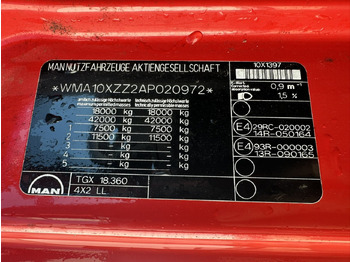 MAN NUTZFAHRZEUGE AKTIENGESELLSCHAFT
10X1397
*WMA10XZZ2AP020972*
0,9 m⁻¹
1,5 %
18000 kg 18000 kg
42000 kg 42000 kg
1 7500 kg 7500 kg
2 11500 kg 11500 kg
3 - kg - kg
4 - kg - kg
5
E4 29RC-020002
14R-050164
E4 93R-000003
13R-090165
MAN
TGX 18.360
4X2 LL